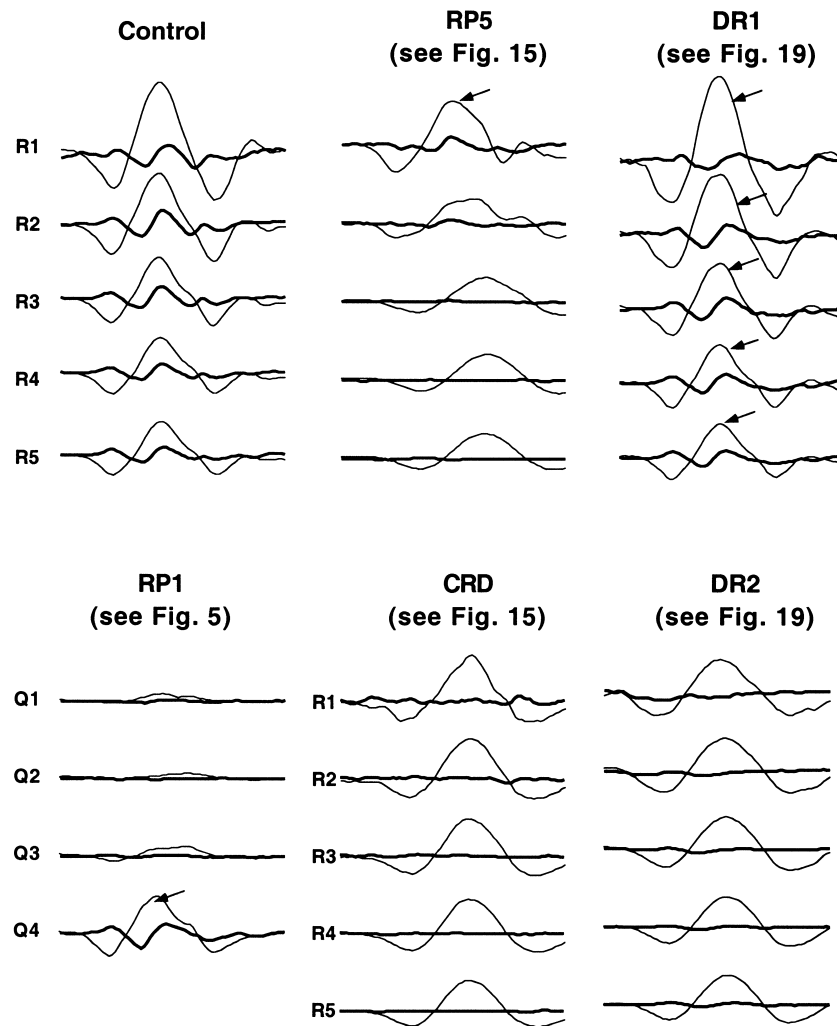 Control
RP5
(see Fig. 15)
DR1
(see Fig. 19)
R1
R2
R3
R4
R5
RP1
(see Fig. 5)
CRD
(see Fig. 15)
DR2
(see Fig. 19)
Q1
Q2
Q3
Q4
R1
R2
R3
R4
R5